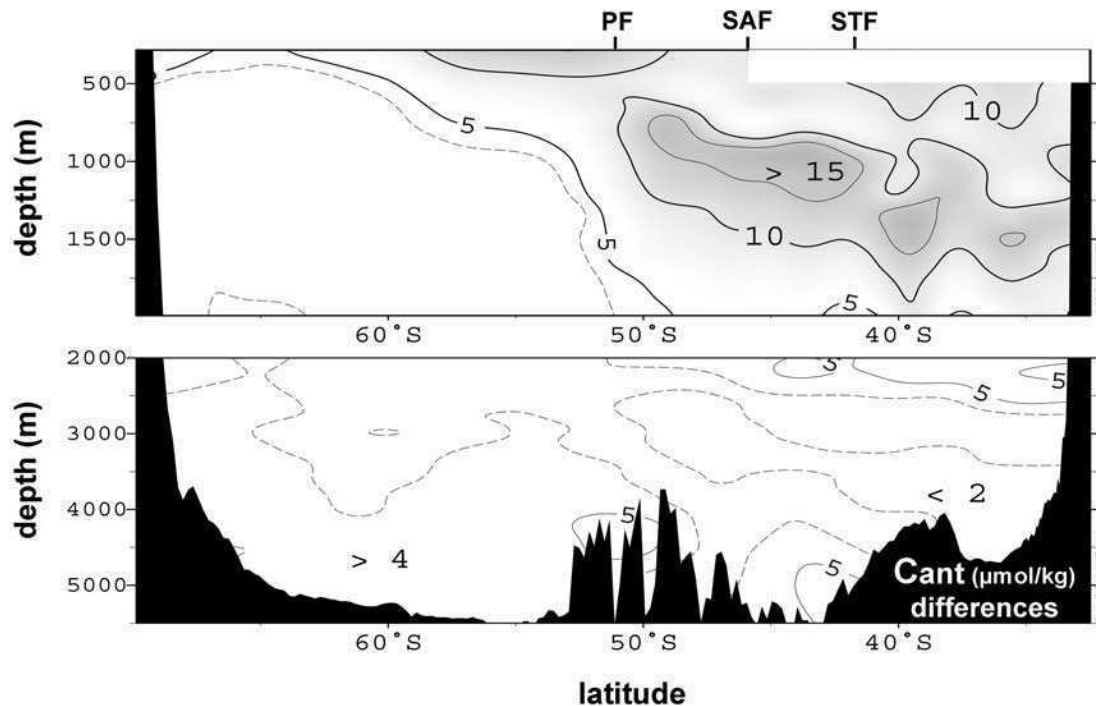 PF SAF STF
500
1000
1500
depth (m)
5
5
10
> 15
10
5
60°S 50°S 40°S
2000
3000
4000
5000
depth (m)
5
5
5
< 2
5
> 4
5
Cant (µmol/kg)
differences
60°S 50°S 40°S
latitude